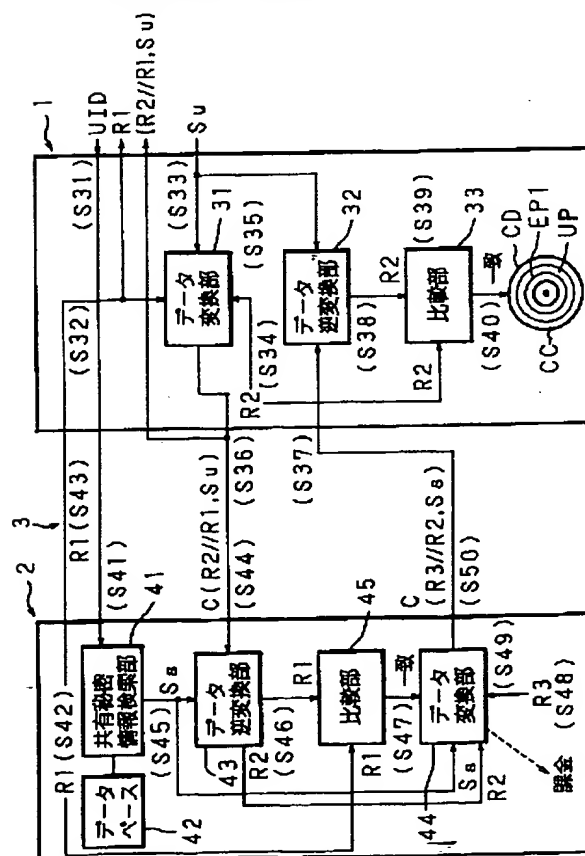 1
UID
R1
(R2//R1,Su)
Su
(S31)
(S32)
(S33)
データ
変換部
31
(S35)
R2
(S34)
データ
逆変換部
32
R2
(S38)
(S39)
33
比較部
R2
一致
(S40)
CD
EP1
UP
CC
(S36)
(S37)
3
R1(S43)
(S41)
C(R2//R1,Su)
(S44)
C
(R3//R2,Sa)
(S50)
2
R1(S42)
41
共有秘密
情報検索部
データ
ベース
42
Sa
(S45)
データ
逆変換部
43
R1
R2
(S46)
45
比較部
R1
一致
(S47)
データ
変換部
44
Sa
R2
(S49)
R3
(S48)
課金